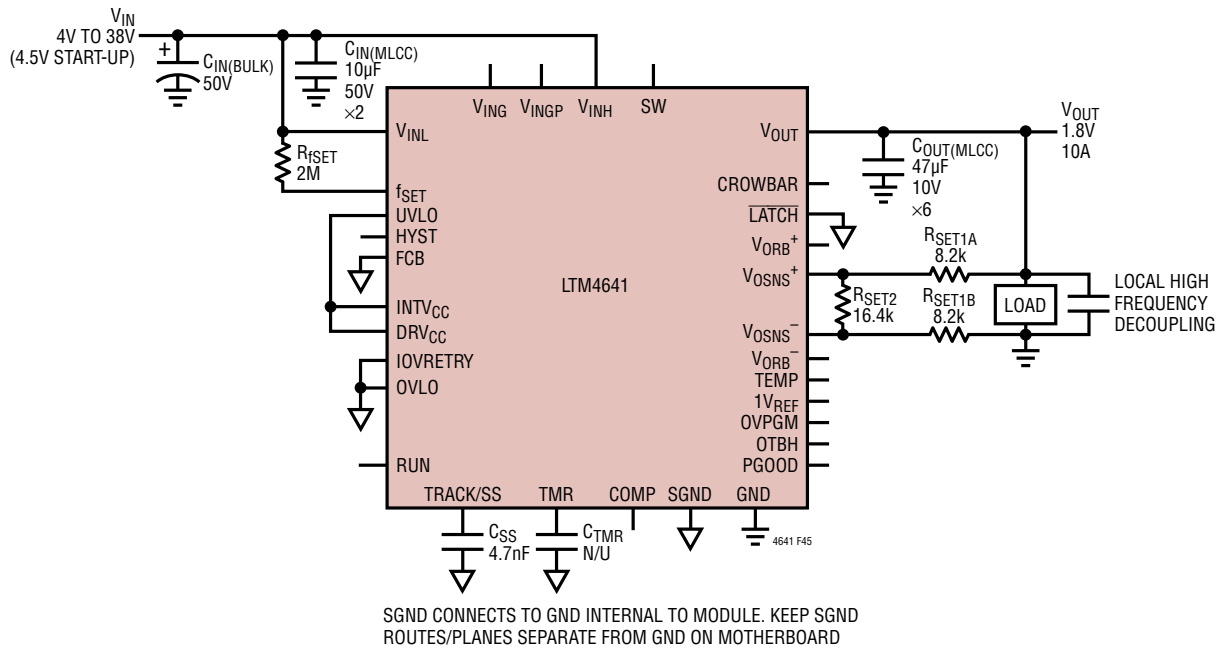 VIN
4V TO 38V
(4.5V START-UP)
+
CIN(BULK)
50V
CIN(MLCC)
10µF
50V
×2
RfSET
2M
VING
VINGP
VINH
SW
VINL
fSET
UVLO
HYST
FCB
INTVCC
DRVCC
IOVRETRY
OVLO
RUN
LTM4641
VOUT
CROWBAR
LATCH
VORB+
VOSNS+
VOSNS–
VORB–
TEMP
1VREF
OVPGM
OTBH
PGOOD
TRACK/SS
TMR
COMP
SGND
GND
COUT(MLCC)
47µF
10V
×6
VOUT
1.8V
10A
RSET1A
8.2k
RSET2
16.4k
RSET1B
8.2k
LOAD
LOCAL HIGH
FREQUENCY
DECOUPLING
CSS
4.7nF
CTMR
N/U
4641 F45
SGND CONNECTS TO GND INTERNAL TO MODULE. KEEP SGND
ROUTES/PLANES SEPARATE FROM GND ON MOTHERBOARD